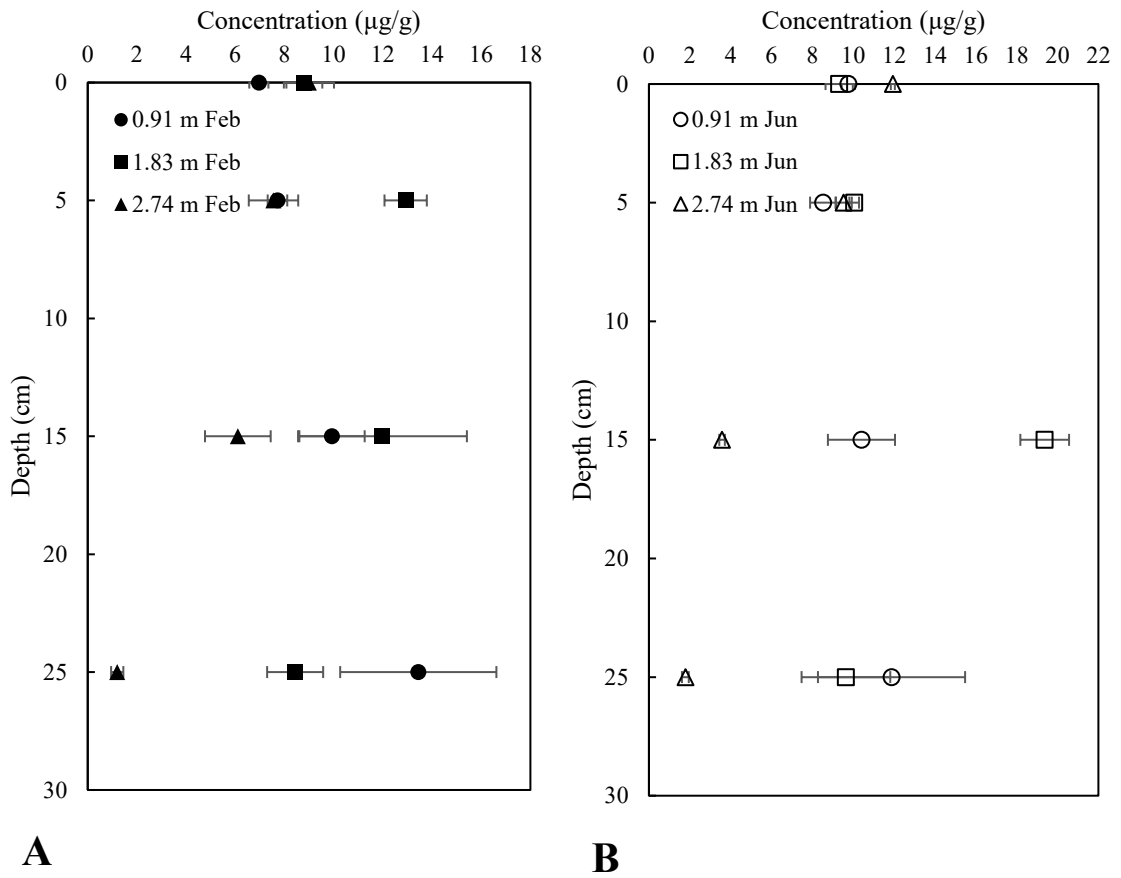 Concentration (µg/g)
0 2 4 6 8 10 12 14 16 18
0
5
10
15
20
25
30
Depth (cm)
0.91 m Feb
1.83 m Feb
2.74 m Feb
A
Concentration (µg/g)
0 2 4 6 8 10 12 14 16 18 20 22
0
5
10
15
20
25
30
Depth (cm)
0.91 m Jun
1.83 m Jun
2.74 m Jun
B